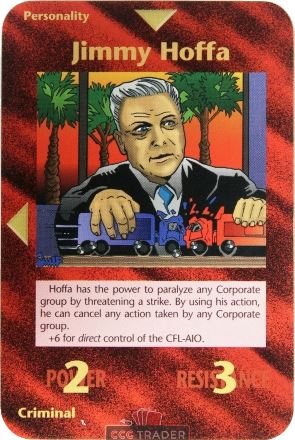 Personality
Jimmy Hoffa
Hoffa has the power to paralyze any Corporate
group by threatening a strike. By using his action,
he can cancel any action taken by any Corporate
group.
+6 for direct control of the CFL-AIO.
POWER 2 RESISTANCE 3
Criminal
CCG TRADER